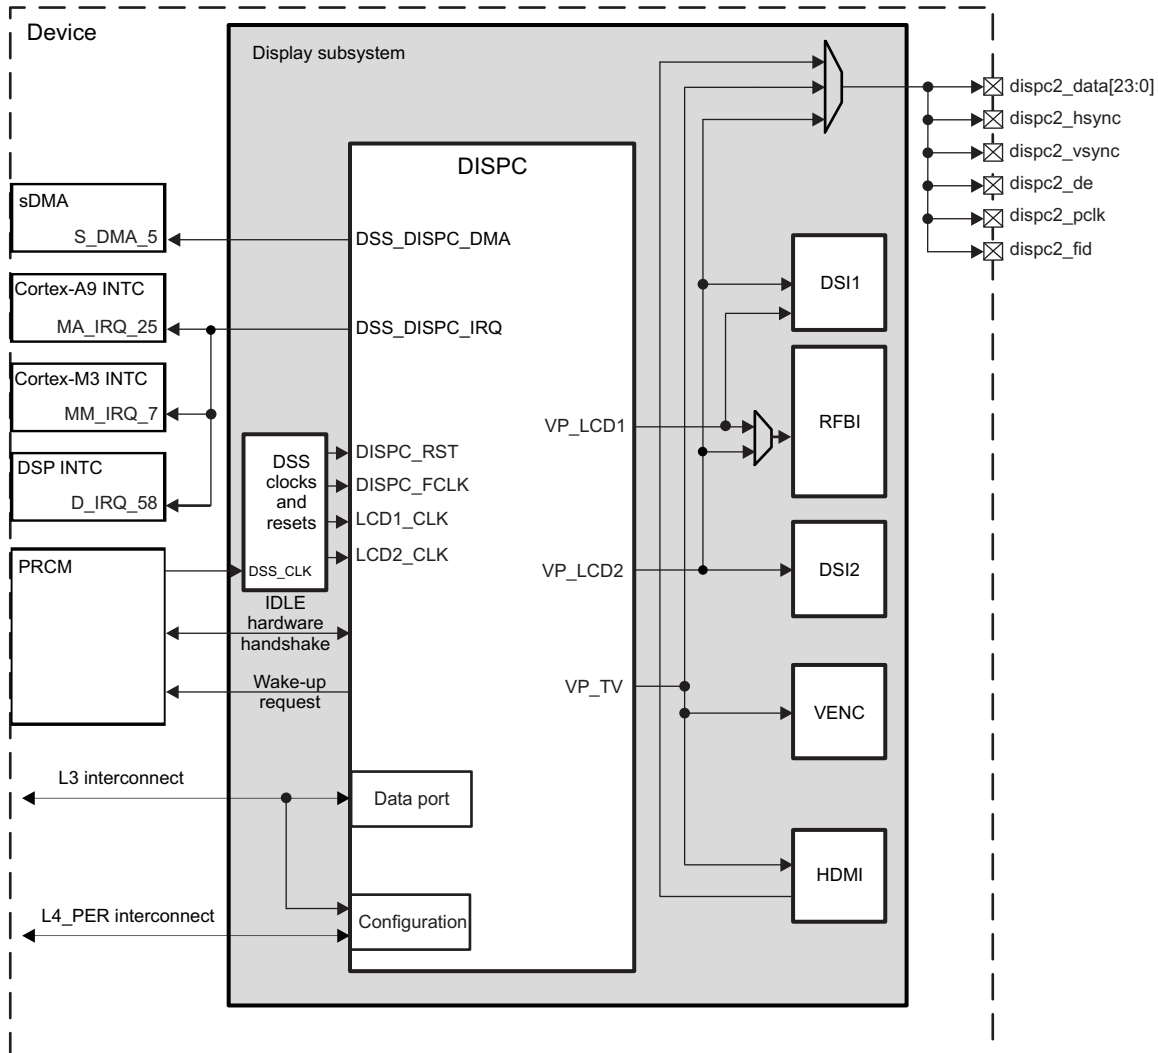 Device
Display subsystem
dispc2_data[23:0]
dispc2_hsync
dispc2_vsync
dispc2_de
dispc2_pclk
dispc2_fid
DISPC
sDMA
S_DMA_5
DSS_DISPC_DMA
Cortex-A9 INTC
MA_IRQ_25
DSS_DISPC_IRQ
Cortex-M3 INTC
MM_IRQ_7
DSP INTC
D_IRQ_58
DSS
clocks
and
resets
DSS_CLK
DISPC_RST
DISPC_FCLK
LCD1_CLK
LCD2_CLK
PRCM
IDLE
hardware
handshake
Wake-up
request
VP_LCD1
VP_LCD2
VP_TV
DSI1
RFBI
DSI2
VENC
HDMI
L3 interconnect
Data port
L4_PER interconnect
Configuration